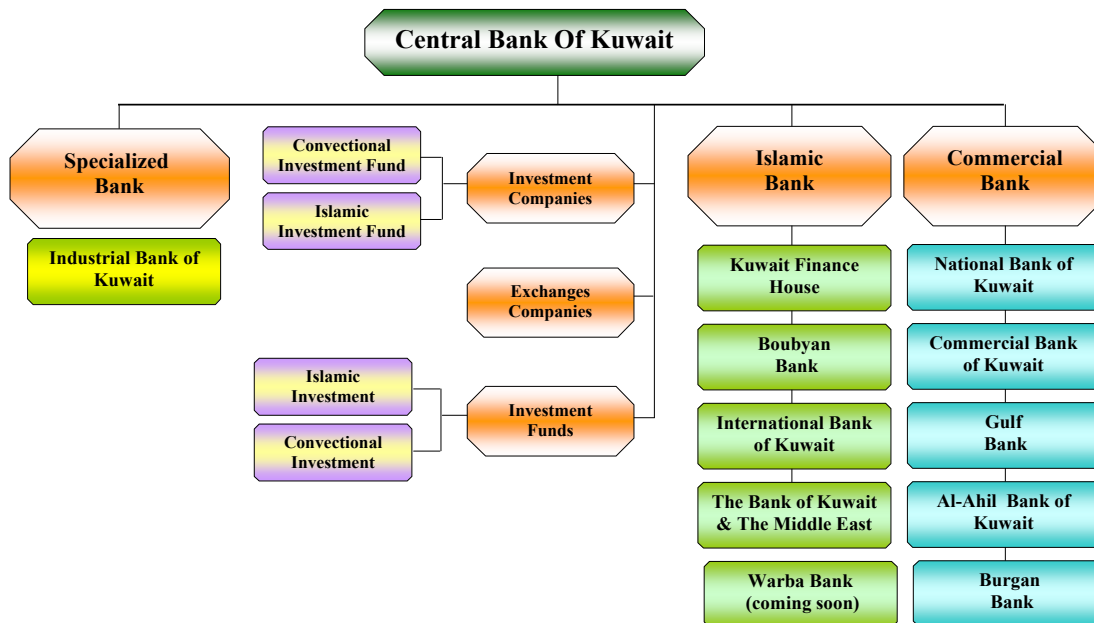 Central Bank Of Kuwait
Specialized
Bank
Industrial Bank of
Kuwait
Convectional
Investment Fund
Islamic
Investment Fund
Investment
Companies
Exchanges
Companies
Islamic
Investment
Convectional
Investment
Investment
Funds
Islamic
Bank
Kuwait Finance
House
Boubyan
Bank
International Bank
of Kuwait
The Bank of Kuwait
& The Middle East
Warba Bank
(coming soon)
Commercial
Bank
National Bank of
Kuwait
Commercial Bank
of Kuwait
Gulf
Bank
Al-Ahil Bank of
Kuwait
Burgan
Bank